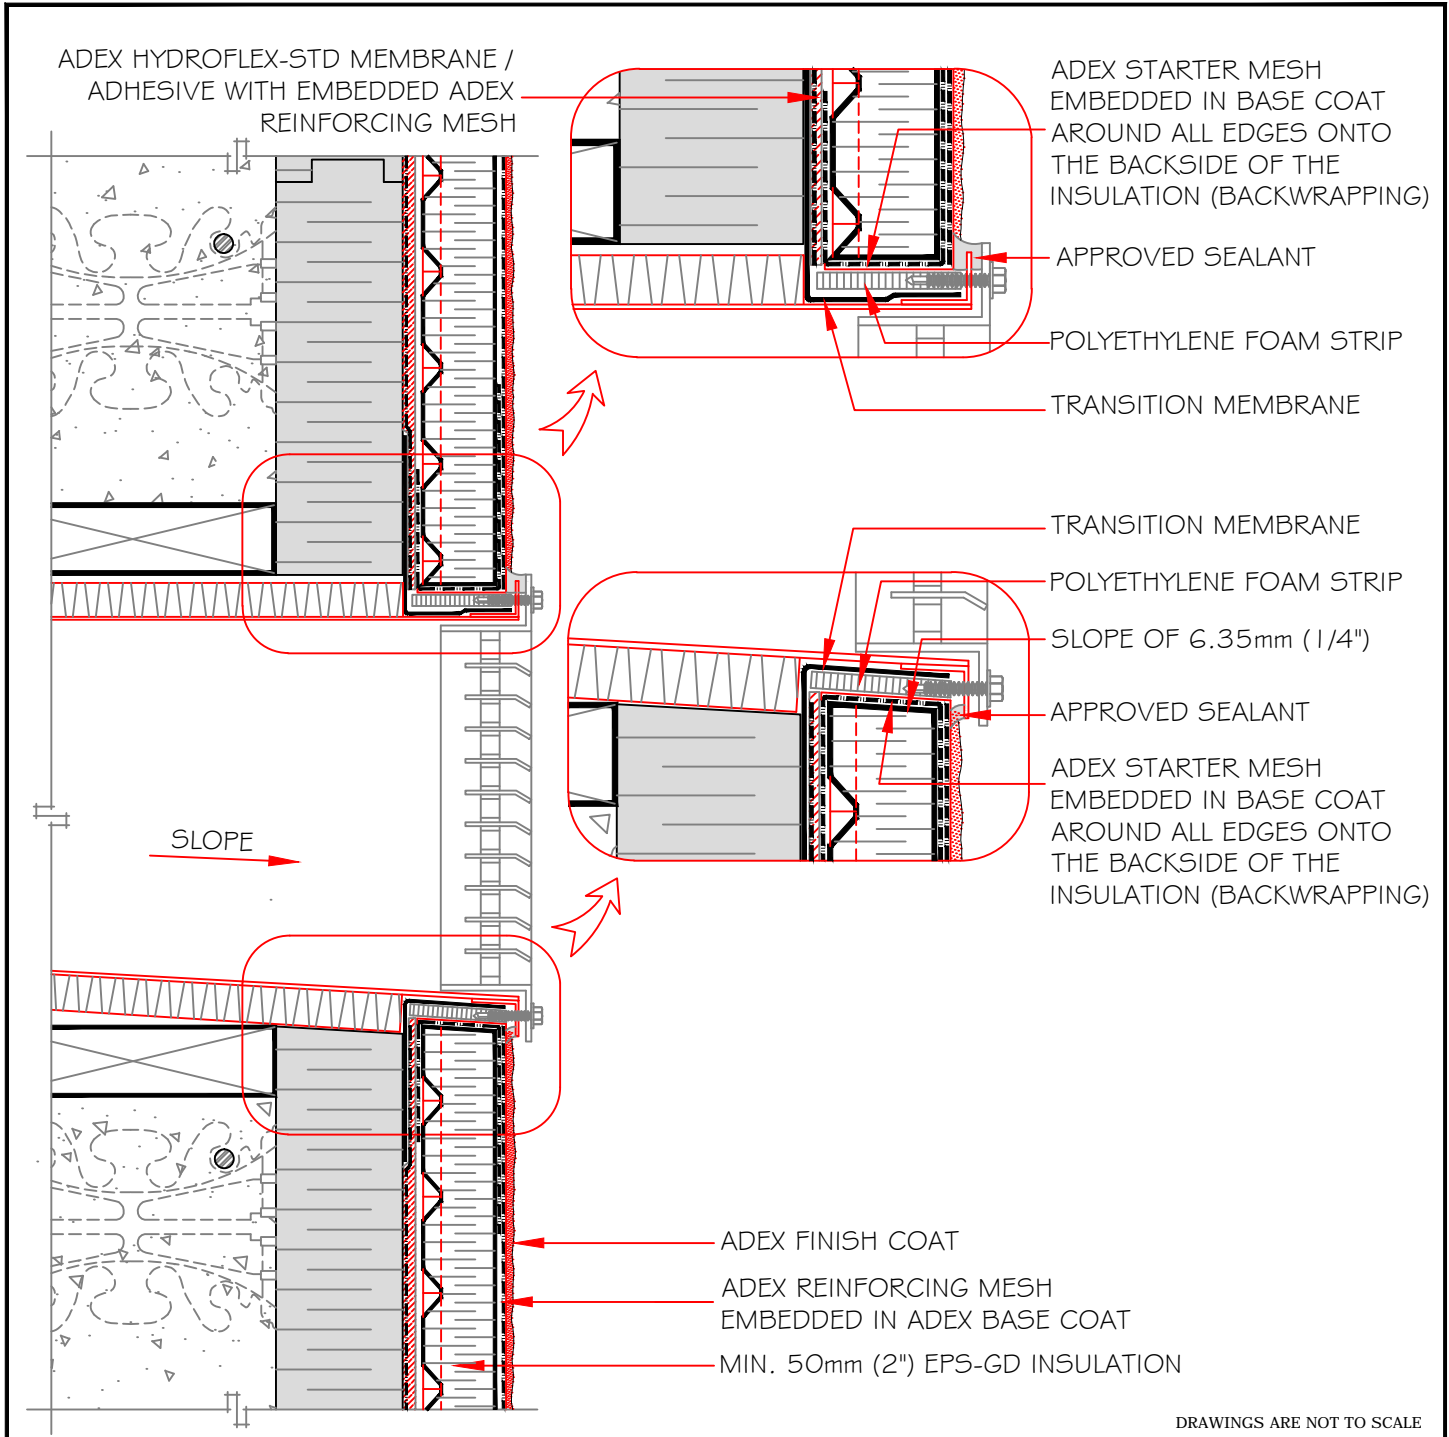 ADEX HYDROFLEX-STD MEMBRANE /
ADHESIVE WITH EMBEDDED ADEX
REINFORCING MESH
ADEX STARTER MESH
EMBEDDED IN BASE COAT
AROUND ALL EDGES ONTO
THE BACKSIDE OF THE
INSULATION (BACKWRAPPING)
APPROVED SEALANT
POLYETHYLENE FOAM STRIP
TRANSITION MEMBRANE
TRANSITION MEMBRANE
POLYETHYLENE FOAM STRIP
SLOPE OF 6.35mm (1/4")
APPROVED SEALANT
ADEX STARTER MESH
EMBEDDED IN BASE COAT
AROUND ALL EDGES ONTO
THE BACKSIDE OF THE
INSULATION (BACKWRAPPING)
SLOPE
ADEX FINISH COAT
ADEX REINFORCING MESH
EMBEDDED IN ADEX BASE COAT
MIN. 50mm (2") EPS-GD INSULATION
DRAWINGS ARE NOT TO SCALE